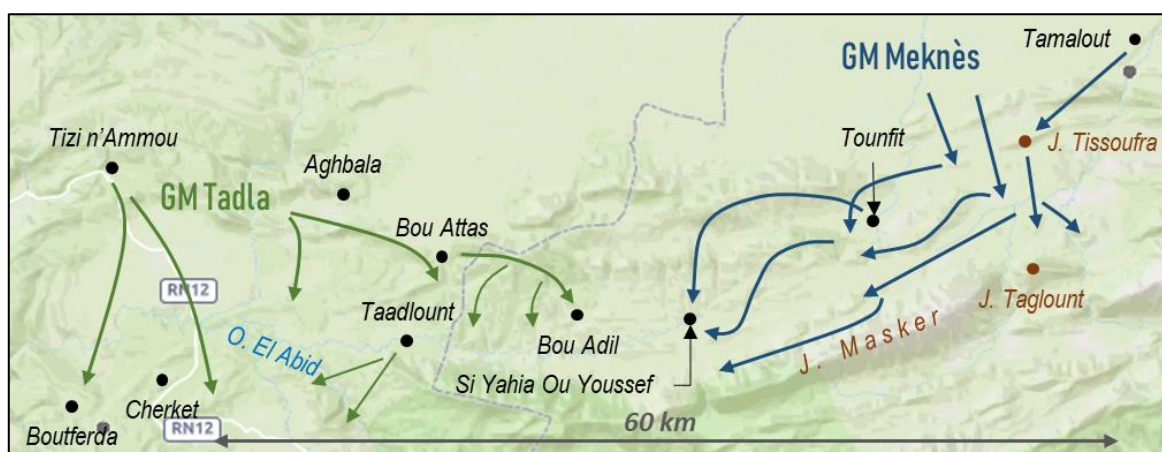 Tamalout
GM Meknès
Tizi n'Ammou
Tounfit
J. Tissoufra
Aghbala
GM Tadla
Bou Attas
RN12
Taadlount
J. Taglount
O. El Abid
Bou Adil
J. Masker
Si Yahia Ou Youssef
Cherket
Boutferda
RN12
60 km